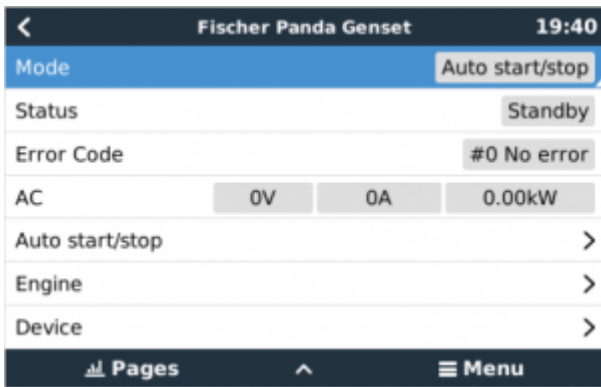 Fischer Panda Genset 19:40
Mode Auto start/stop
Status Standby
Error Code #0 No error
AC 0V 0A 0.00kW
Auto start/stop
Engine
Device
Pages Menu